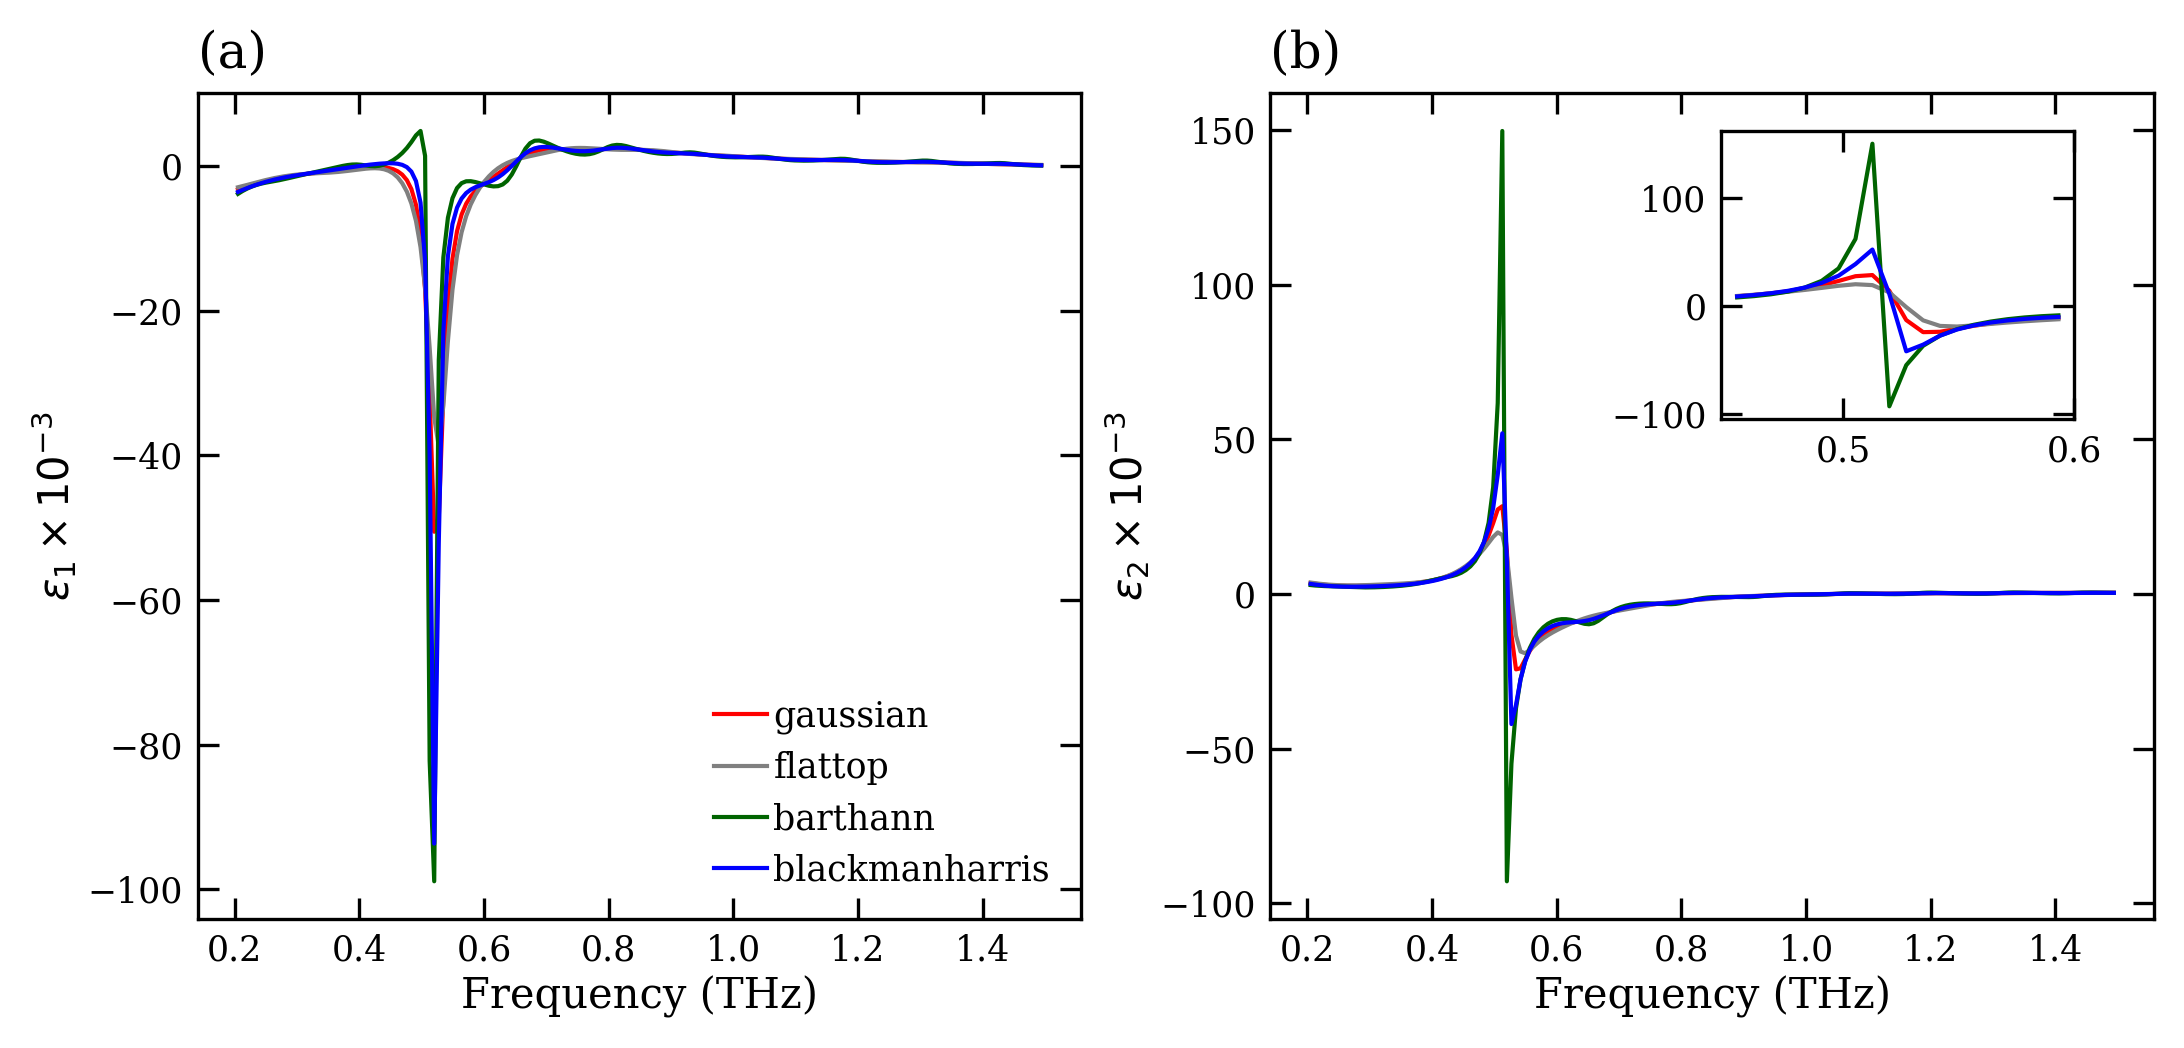 (a)
0
−20
−40
−60
−80
−100
ε₁ × 10⁻³
gaussian
flattop
barthann
blackmanharris
0.2 0.4 0.6 0.8 1.0 1.2 1.4
Frequency (THz)
(b)
150
100
50
0
−50
−100
ε₂ × 10⁻³
100
0
−100
0.5 0.6
0.2 0.4 0.6 0.8 1.0 1.2 1.4
Frequency (THz)